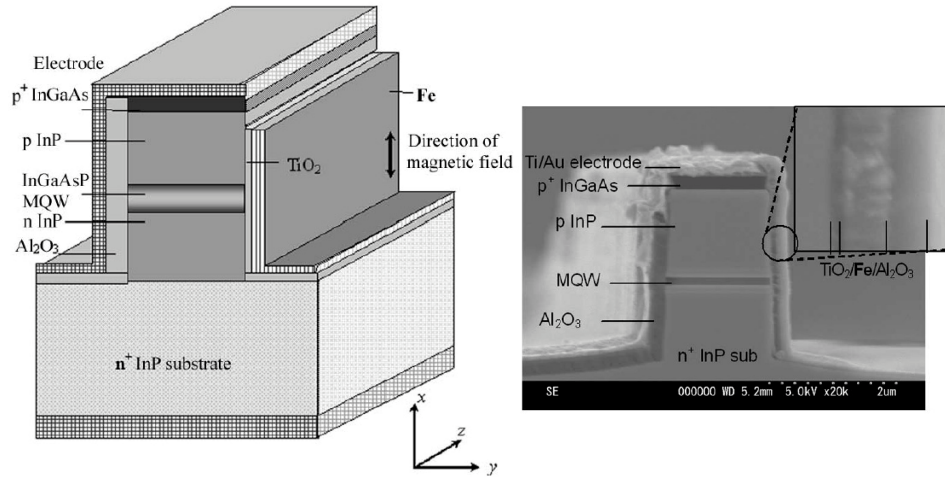 Electrode
p⁺ InGaAs
p InP
InGaAsP
MQW
n InP
Al₂O₃
n⁺ InP substrate
TiO₂
Fe
Direction of
magnetic field
x
z
y
Ti/Au electrode
p⁺ InGaAs
p InP
MQW
Al₂O₃
n⁺ InP sub
TiO₂/Fe/Al₂O₃
SE 000000 WD 5.2mm 5.0kV x20k 2um